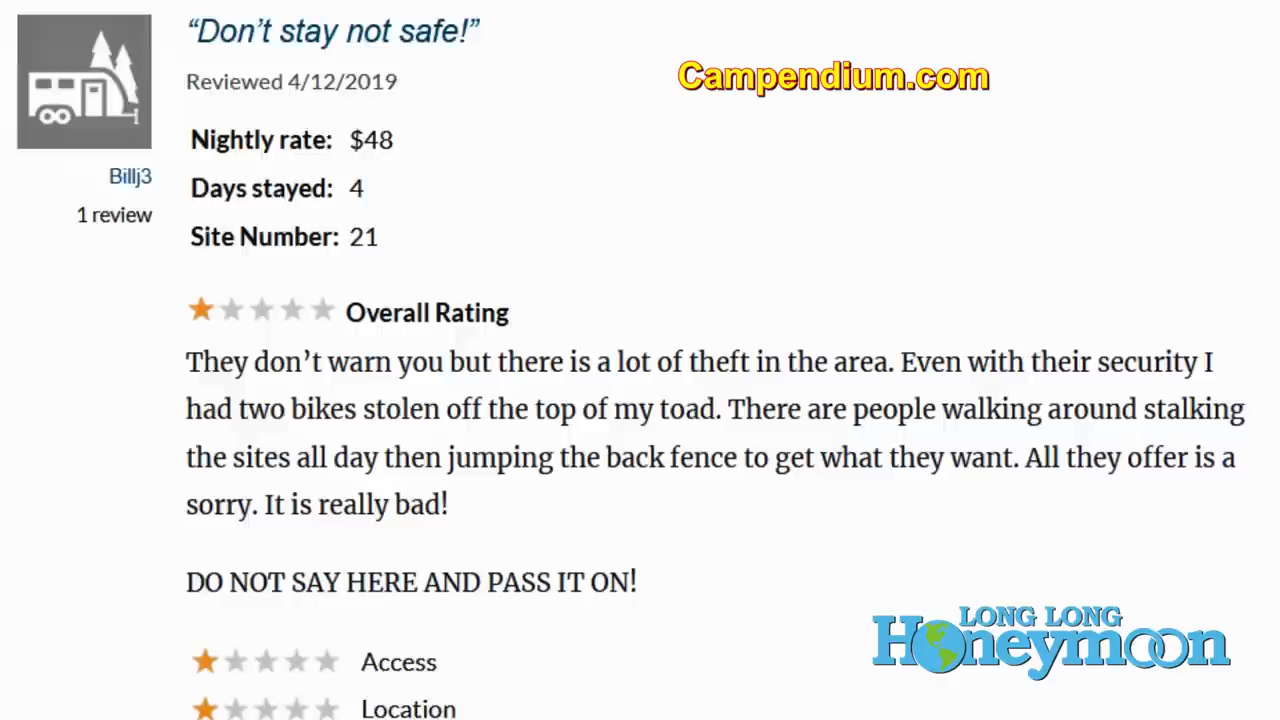 “Don’t stay not safe!”
Reviewed 4/12/2019
Campendium.com
Nightly rate: $48
Billj3
Days stayed: 4
1 review
Site Number: 21
Overall Rating
They don’t warn you but there is a lot of theft in the area. Even with their security I
had two bikes stolen off the top of my toad. There are people walking around stalking
the sites all day then jumping the back fence to get what they want. All they offer is a
sorry. It is really bad!
DO NOT SAY HERE AND PASS IT ON!
LONG LONG
Honeymoon
Access
Location